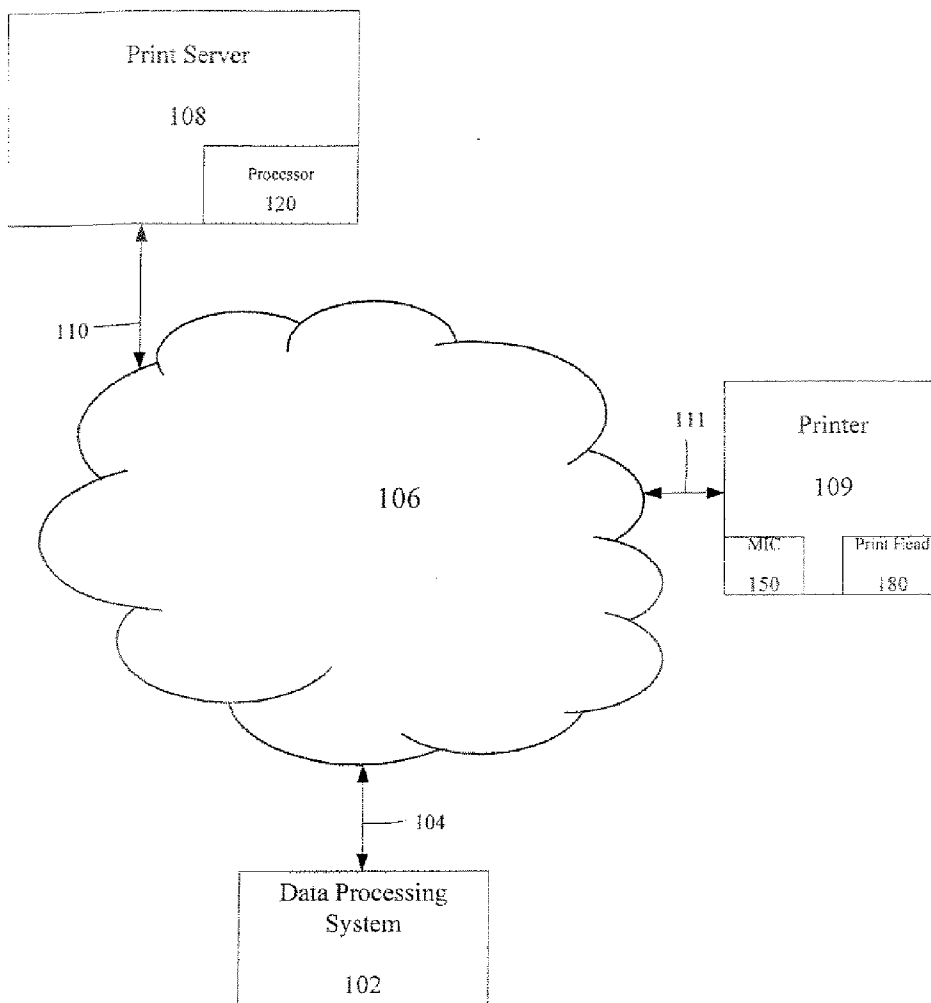 Print Server
108
Processor
120
110
111
Printer
109
MIC
150
Print Head
180
106
104
Data Processing
System
102